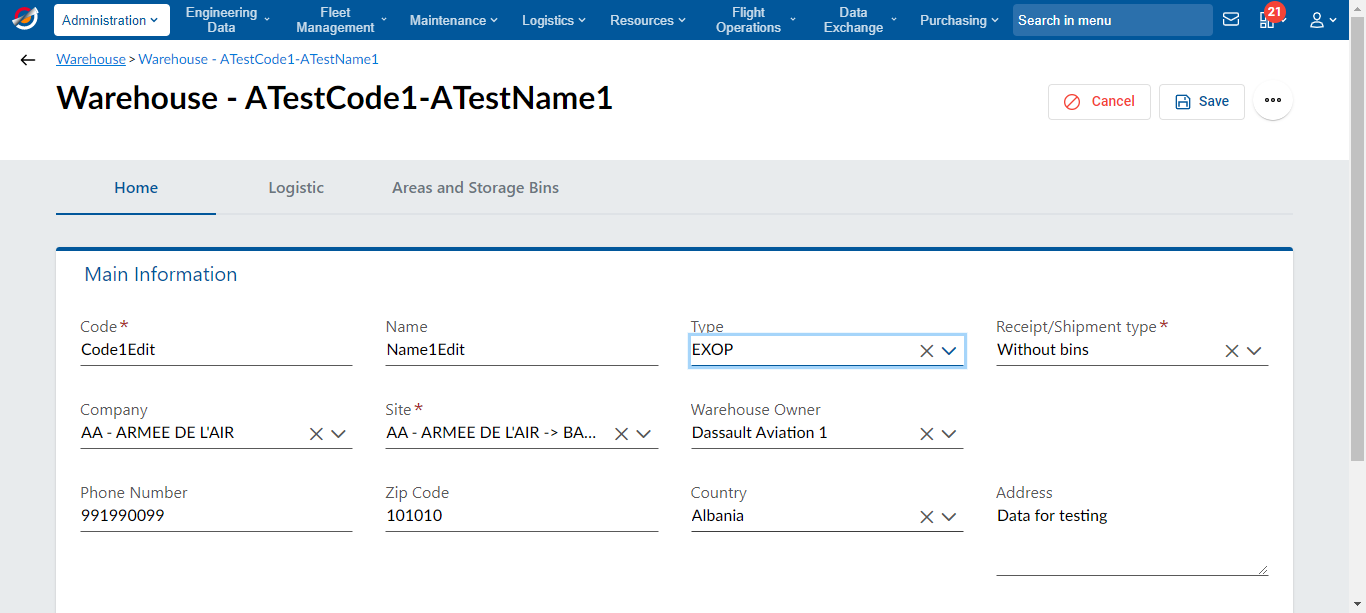 Administration
Engineering Data
Fleet Management
Maintenance
Logistics
Resources
Flight Operations
Data Exchange
Purchasing
Search in menu
21
Warehouse > Warehouse - ATestCode1-ATestName1
Warehouse - ATestCode1-ATestName1
Cancel
Save
Home
Logistic
Areas and Storage Bins
Main Information
Code*
Name
Type
Receipt/Shipment type*
Code1Edit
Name1Edit
EXOP
Without bins
Company
Site*
Warehouse Owner
AA - ARMEE DE L'AIR
AA - ARMEE DE L'AIR -> BA...
Dassault Aviation 1
Phone Number
Zip Code
Country
Address
991990099
101010
Albania
Data for testing